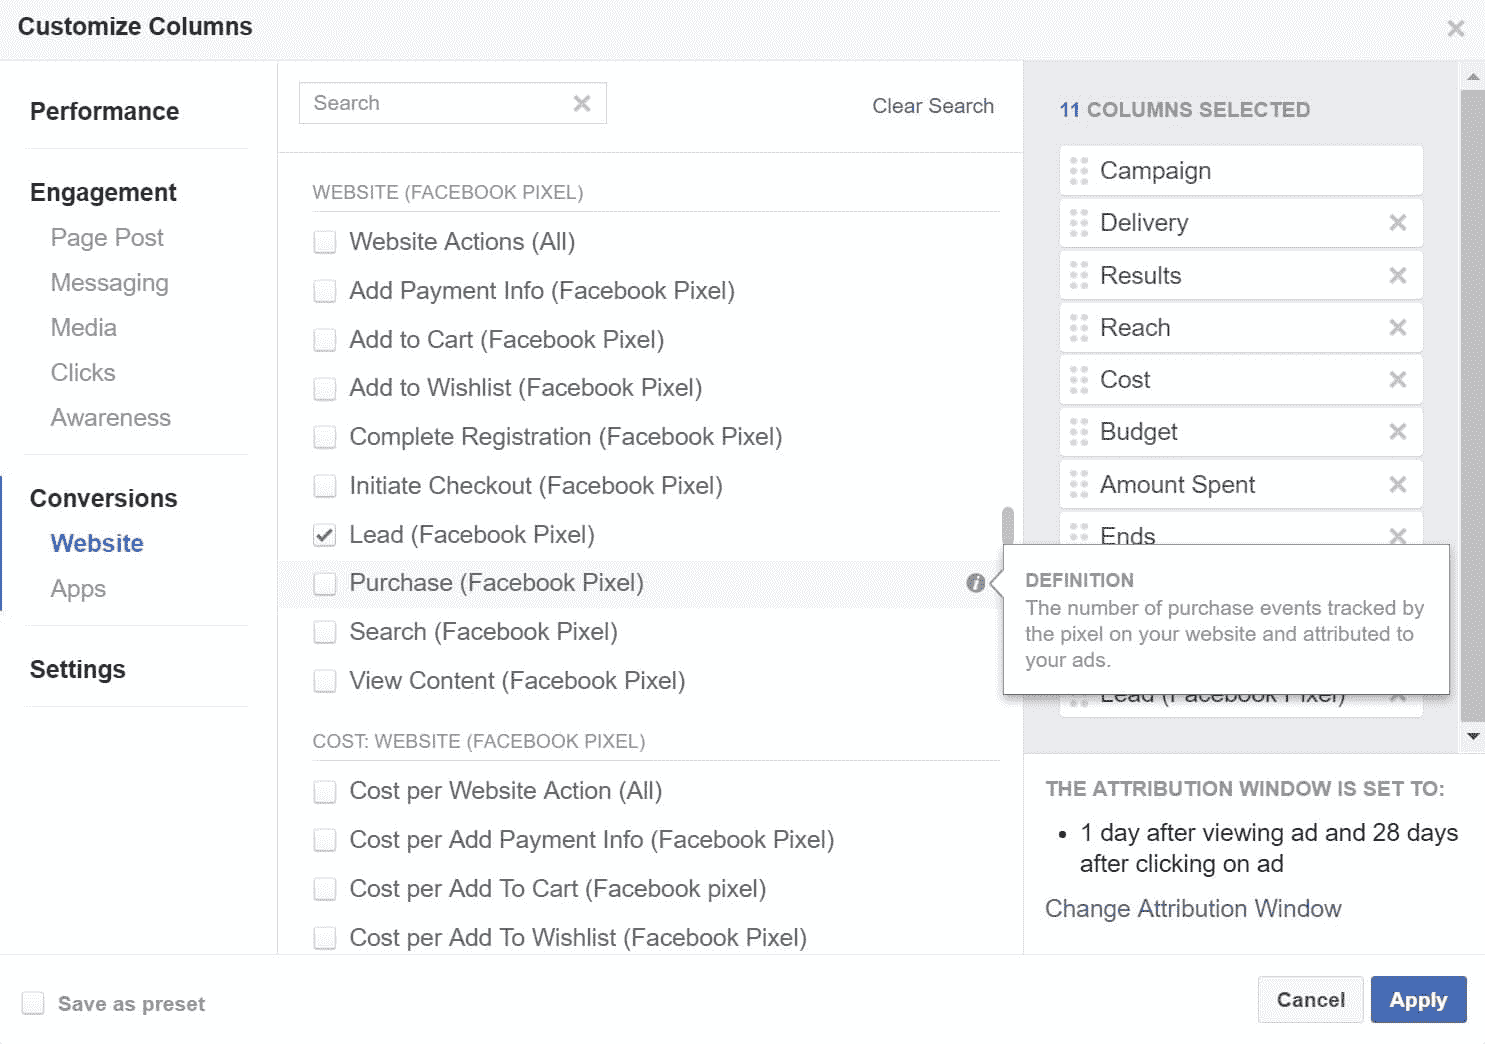 Customize Columns
Performance
Engagement
Page Post
Messaging
Media
Clicks
Awareness
Conversions
Website
Apps
Settings
Search
Clear Search
WEBSITE (FACEBOOK PIXEL)
Website Actions (All)
Add Payment Info (Facebook Pixel)
Add to Cart (Facebook Pixel)
Add to Wishlist (Facebook Pixel)
Complete Registration (Facebook Pixel)
Initiate Checkout (Facebook Pixel)
Lead (Facebook Pixel)
Purchase (Facebook Pixel)
Search (Facebook Pixel)
View Content (Facebook Pixel)
COST: WEBSITE (FACEBOOK PIXEL)
Cost per Website Action (All)
Cost per Add Payment Info (Facebook Pixel)
Cost per Add To Cart (Facebook pixel)
Cost per Add To Wishlist (Facebook Pixel)
11 COLUMNS SELECTED
Campaign
Delivery
Results
Reach
Cost
Budget
Amount Spent
Ends
DEFINITION
The number of purchase events tracked by
the pixel on your website and attributed to
your ads.
Lead (Facebook Pixel)
THE ATTRIBUTION WINDOW IS SET TO:
• 1 day after viewing ad and 28 days
after clicking on ad
Change Attribution Window
Save as preset
Cancel
Apply